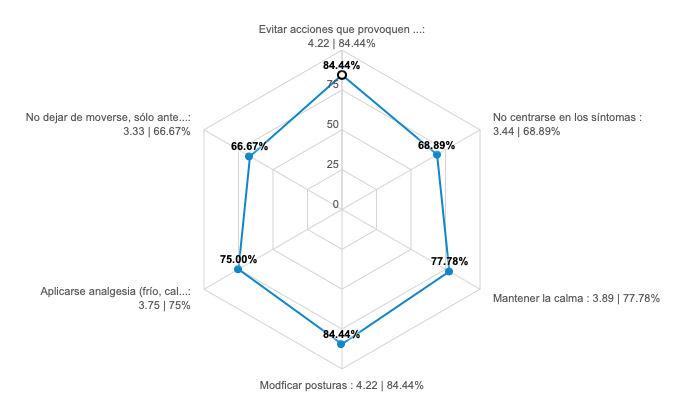 Evitar acciones que provoquen ...:
4.22 | 84.44%
84.44%
75
No dejar de moverse, sólo ante...:
3.33 | 66.67%
No centrarse en los síntomas :
3.44 | 68.89%
50
66.67%
68.89%
25
0
75.00%
77.78%
Aplicarse analgesia (frío, cal...:
3.75 | 75%
Mantener la calma : 3.89 | 77.78%
84.44%
Modficar posturas : 4.22 | 84.44%